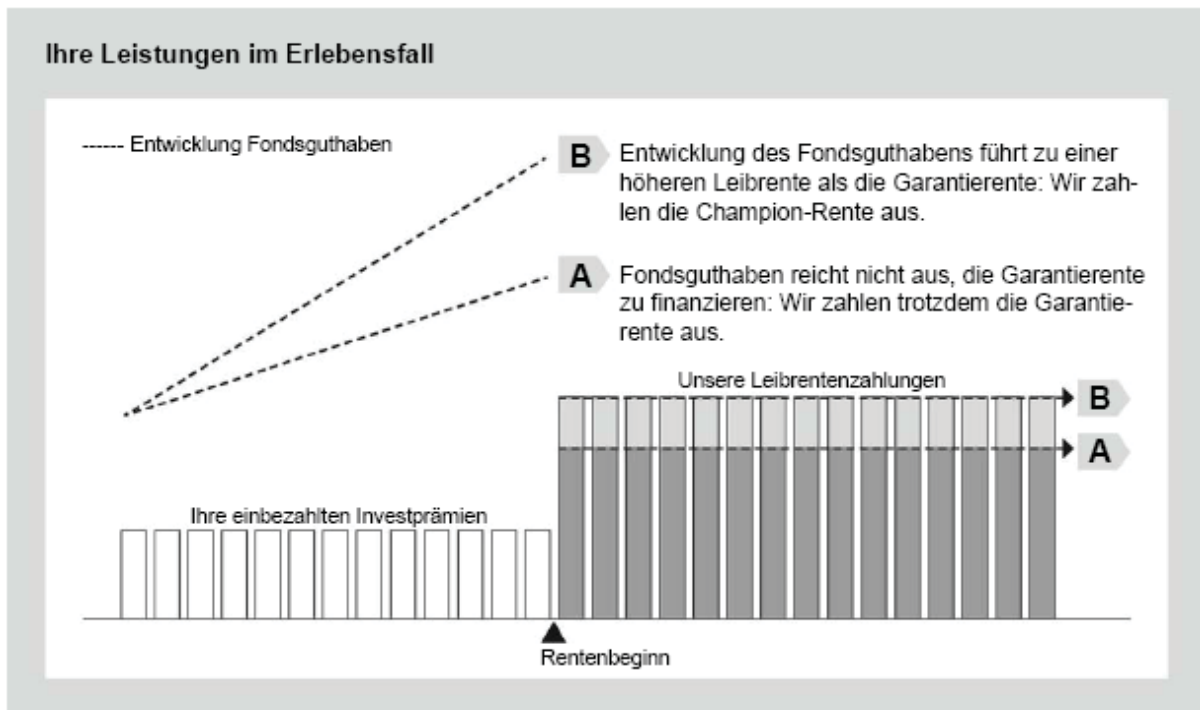 Ihre Leistungen im Erlebensfall
------ Entwicklung Fondsguthaben
B Entwicklung des Fondsguthabens führt zu einer
höheren Leibrente als die Garantierente: Wir zah-
len die Champion-Rente aus.
A Fondsguthaben reicht nicht aus, die Garantierente
zu finanzieren: Wir zahlen trotzdem die Garantie-
rente aus.
Unsere Leibrentenzahlungen
B
A
Ihre einbezahlten Investprämien
Rentenbeginn